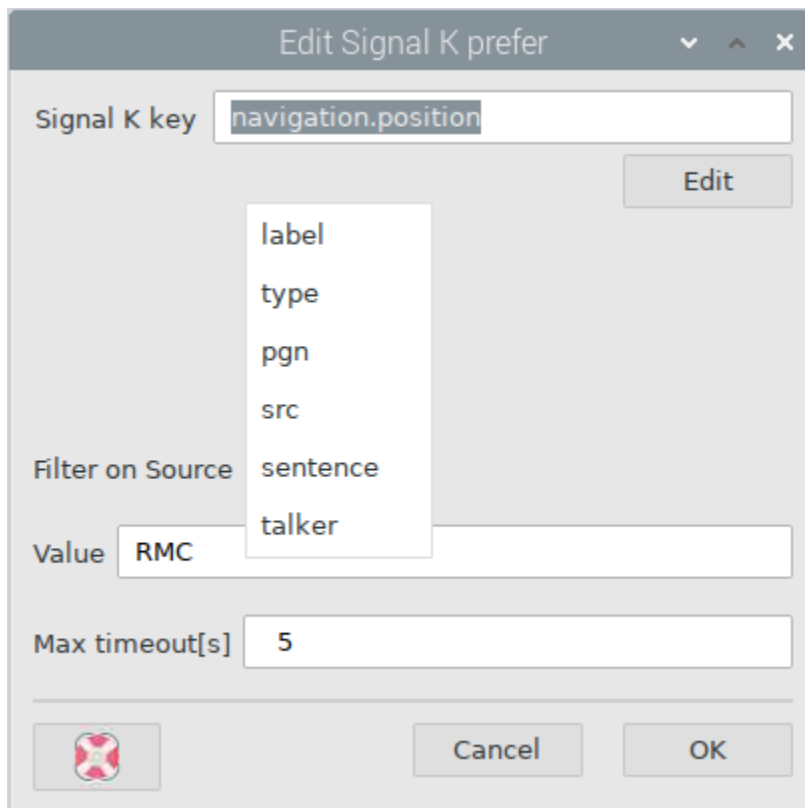 Edit Signal K prefer
Signal K key navigation.position
Edit
label
type
pgn
src
Filter on Source sentence
talker
Value RMC
Max timeout[s] 5
Cancel OK